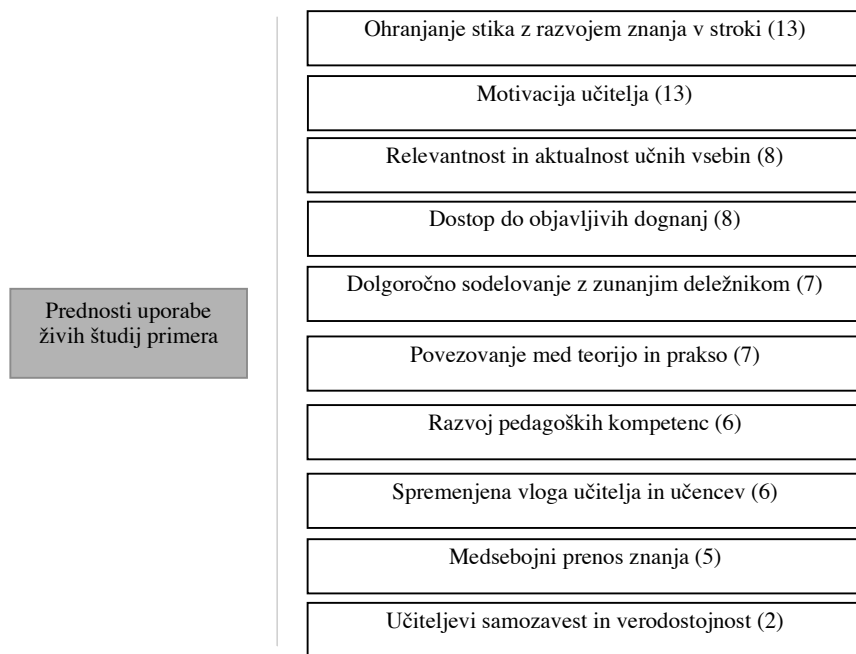 Prednosti uporabe
živih študij primera
Ohranjanje stika z razvojem znanja v stroki (13)
Motivacija učitelja (13)
Relevantnost in aktualnost učnih vsebin (8)
Dostop do objavljivih dognanj (8)
Dolgoročno sodelovanje z zunanjim deležnikom (7)
Povezovanje med teorijo in prakso (7)
Razvoj pedagoških kompetenc (6)
Spremenjena vloga učitelja in učencev (6)
Medsebojni prenos znanja (5)
Učiteljevi samozavest in verodostojnost (2)